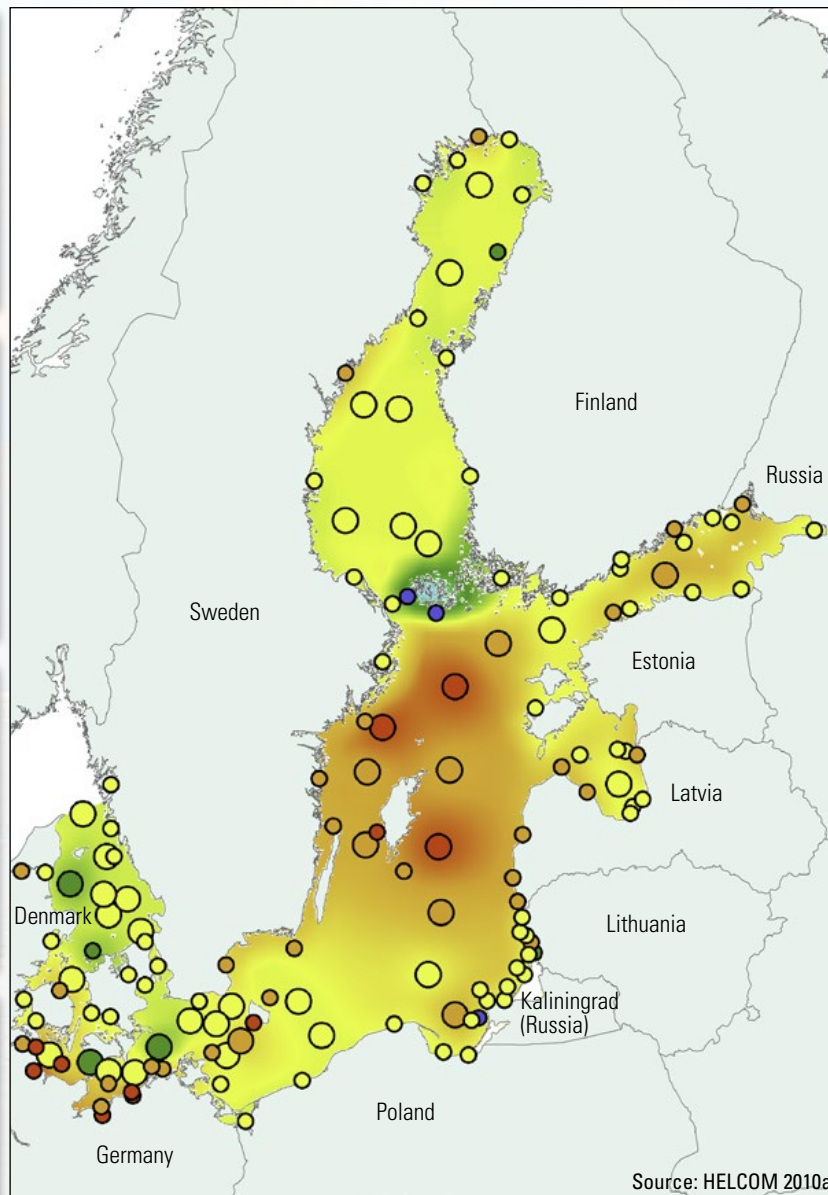 Finland
Russia
Sweden
Estonia
Latvia
Denmark
Lithuania
Kaliningrad
(Russia)
Poland
Germany
Source: HELCOM 2010a